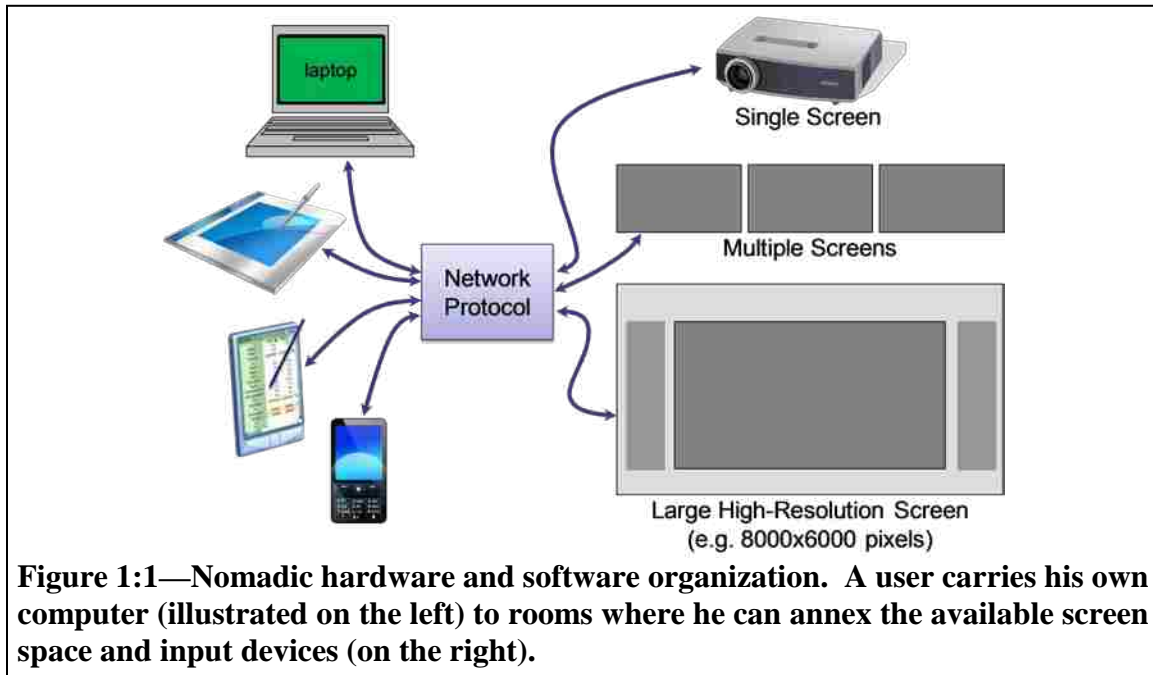 laptop
Single Screen
Multiple Screens
Network
Protocol
Large High-Resolution Screen
(e.g. 8000x6000 pixels)
Figure 1:1—Nomadic hardware and software organization. A user carries his own
computer (illustrated on the left) to rooms where he can annex the available screen
space and input devices (on the right).